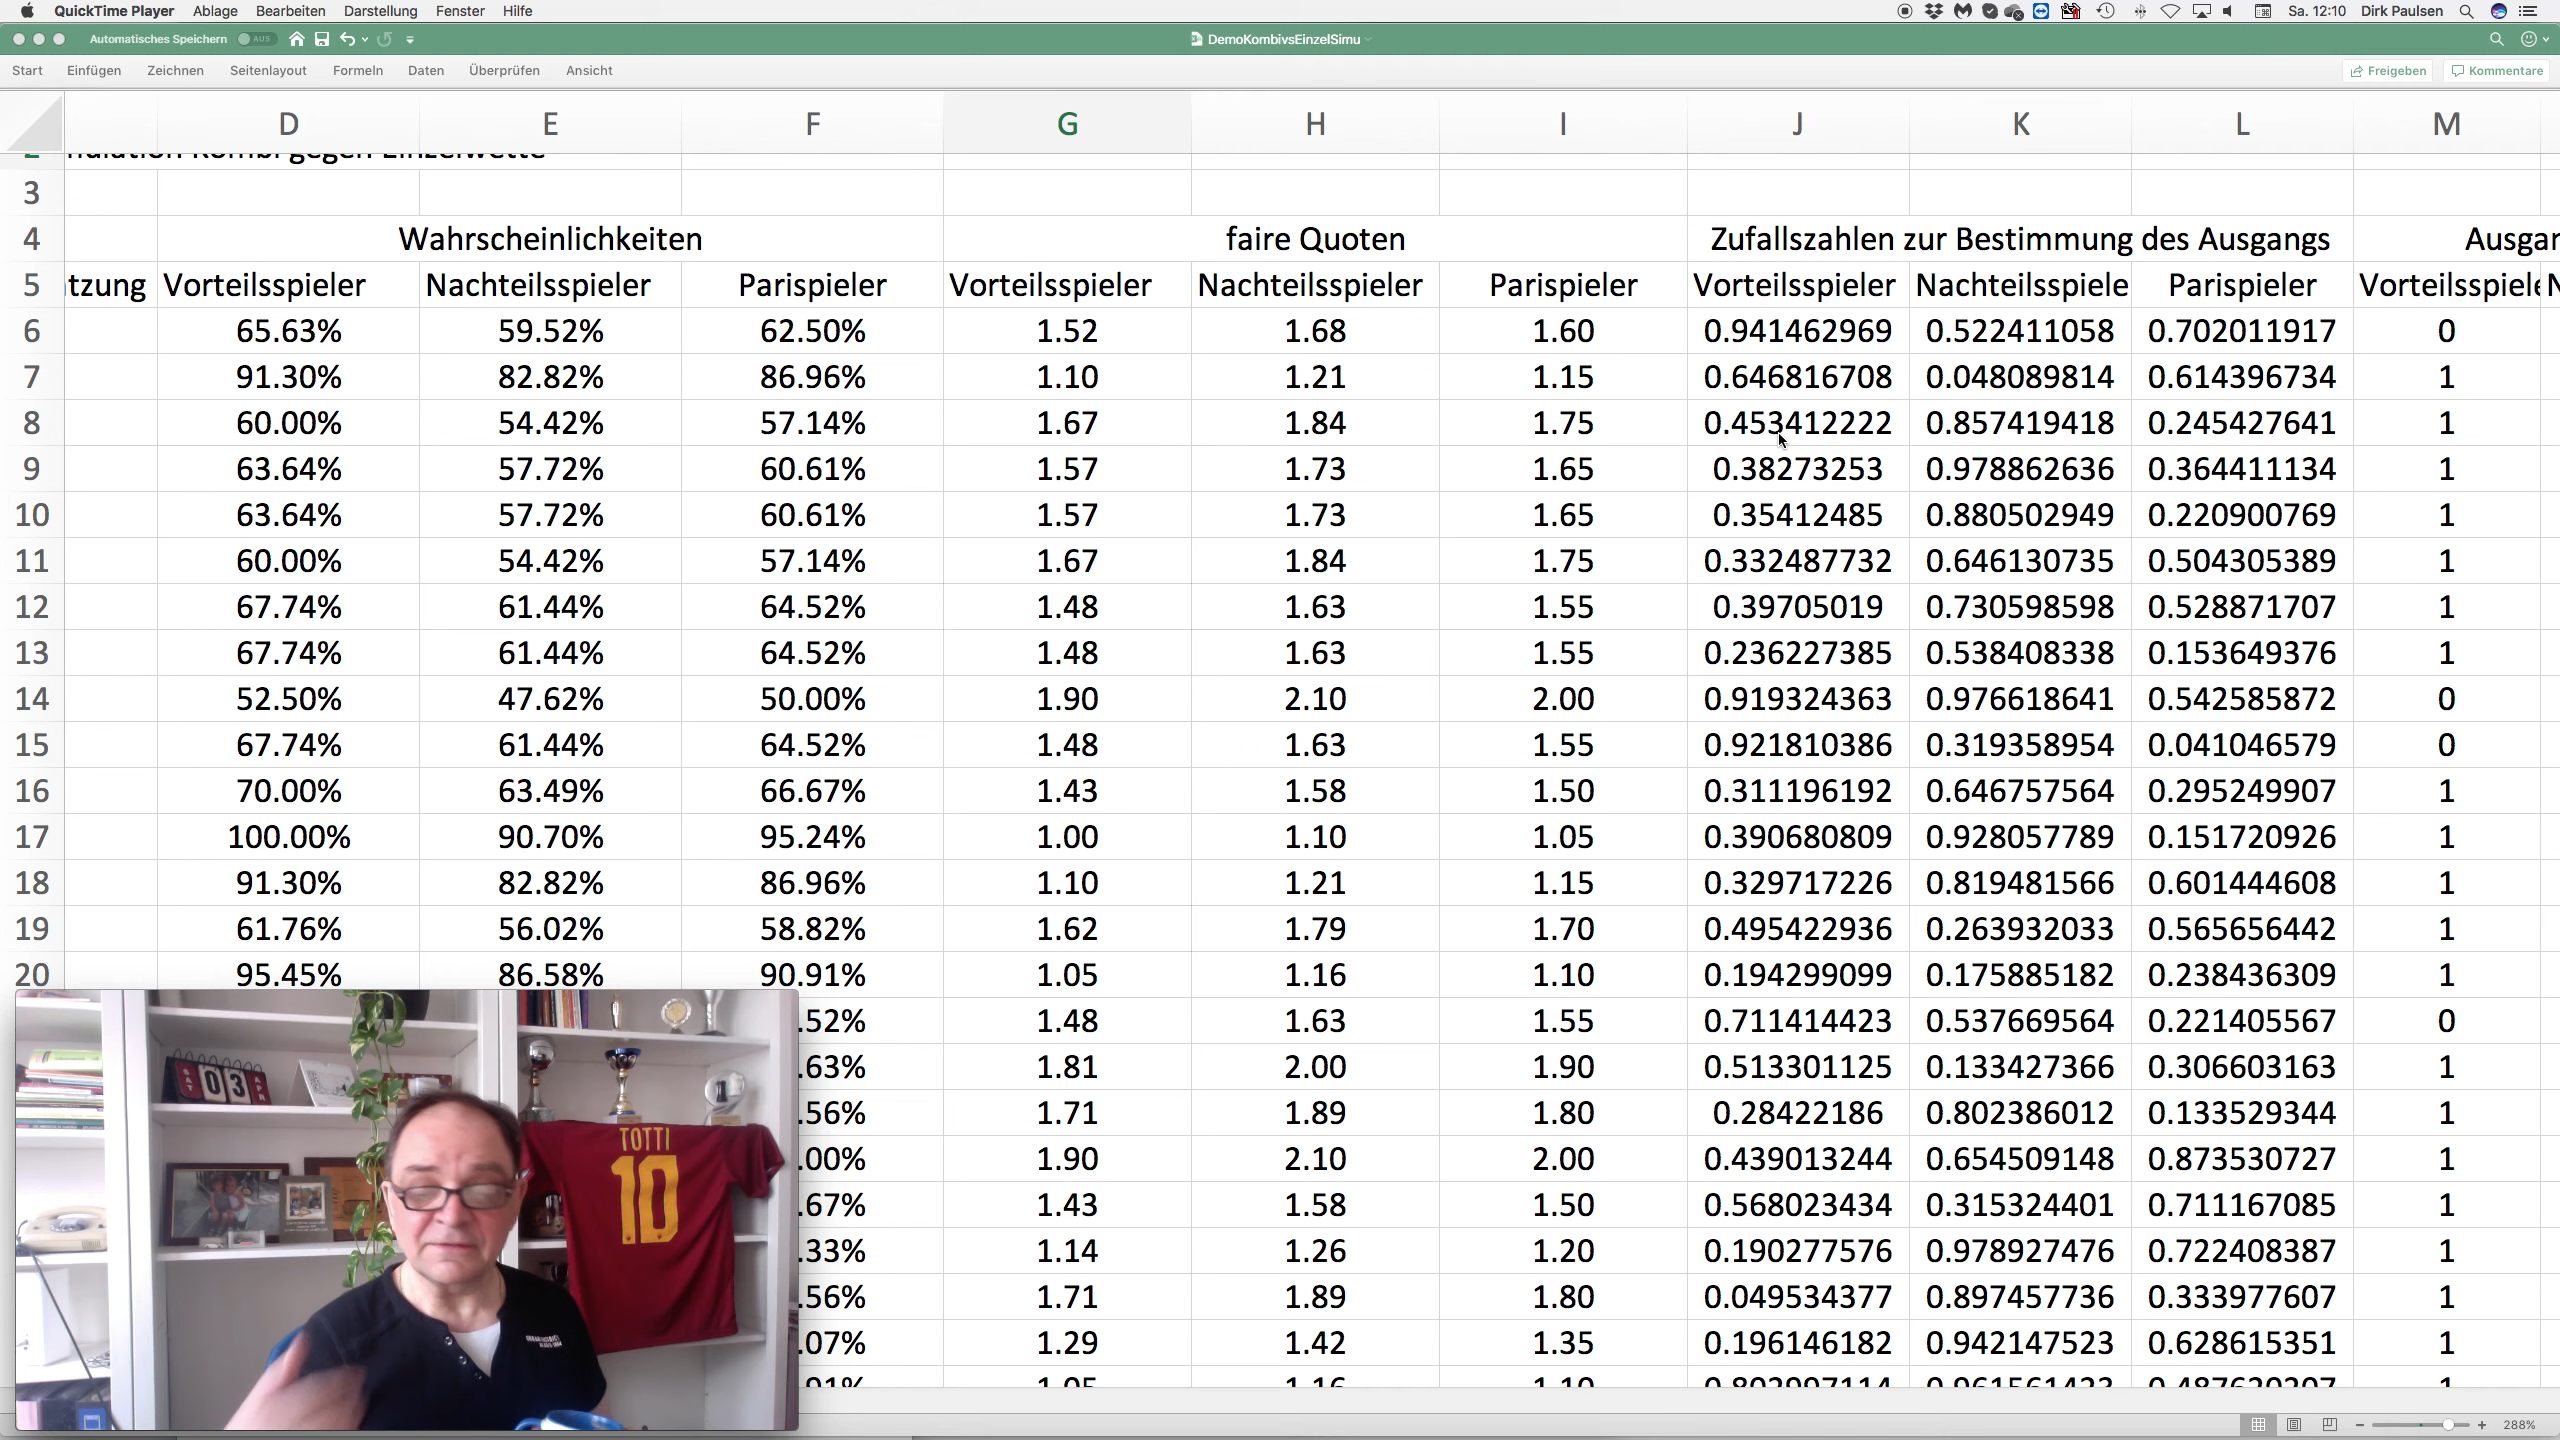 QuickTime Player Ablage Bearbeiten Darstellung Fenster Hilfe Sa. 12:10 Dirk Paulsen
Automatisches Speichern AUS DemoKombivsEinzelSimu
Start Einfügen Zeichnen Seitenlayout Formeln Daten Überprüfen Ansicht Freigeben Kommentare
D E F G H I J K L M
2
3
4 Wahrscheinlichkeiten faire Quoten Zufallszahlen zur Bestimmung des Ausgangs Ausgan
5 tzung Vorteilsspieler Nachteilsspieler Parispieler Vorteilsspieler Nachteilsspieler Parispieler Vorteilsspieler Nachteilsspiele Parispieler Vorteilsspiele N
6 65.63% 59.52% 62.50% 1.52 1.68 1.60 0.941462969 0.522411058 0.702011917 0
7 91.30% 82.82% 86.96% 1.10 1.21 1.15 0.646816708 0.048089814 0.614396734 1
8 60.00% 54.42% 57.14% 1.67 1.84 1.75 0.453412222 0.857419418 0.245427641 1
9 63.64% 57.72% 60.61% 1.57 1.73 1.65 0.38273253 0.978862636 0.364411134 1
10 63.64% 57.72% 60.61% 1.57 1.73 1.65 0.35412485 0.880502949 0.220900769 1
11 60.00% 54.42% 57.14% 1.67 1.84 1.75 0.332487732 0.646130735 0.504305389 1
12 67.74% 61.44% 64.52% 1.48 1.63 1.55 0.39705019 0.730598598 0.528871707 1
13 67.74% 61.44% 64.52% 1.48 1.63 1.55 0.236227385 0.538408338 0.153649376 1
14 52.50% 47.62% 50.00% 1.90 2.10 2.00 0.919324363 0.976618641 0.542585872 0
15 67.74% 61.44% 64.52% 1.48 1.63 1.55 0.921810386 0.319358954 0.041046579 0
16 70.00% 63.49% 66.67% 1.43 1.58 1.50 0.311196192 0.646757564 0.295249907 1
17 100.00% 90.70% 95.24% 1.00 1.10 1.05 0.390680809 0.928057789 0.151720926 1
18 91.30% 82.82% 86.96% 1.10 1.21 1.15 0.329717226 0.819481566 0.601444608 1
19 61.76% 56.02% 58.82% 1.62 1.79 1.70 0.495422936 0.263932033 0.565656442 1
20 95.45% 86.58% 90.91% 1.05 1.16 1.10 0.194299099 0.175885182 0.238436309 1
.52% 1.48 1.63 1.55 0.711414423 0.537669564 0.221405567 0
.63% 1.81 2.00 1.90 0.513301125 0.133427366 0.306603163 1
.56% 1.71 1.89 1.80 0.28422186 0.802386012 0.133529344 1
.00% 1.90 2.10 2.00 0.439013244 0.654509148 0.873530727 1
.67% 1.43 1.58 1.50 0.568023434 0.315324401 0.711167085 1
.33% 1.14 1.26 1.20 0.190277576 0.978927476 0.722408387 1
.56% 1.71 1.89 1.80 0.049534377 0.897457736 0.333977607 1
.07% 1.29 1.42 1.35 0.196146182 0.942147523 0.628615351 1
SAT 03 APR
TOTTI
10
288%